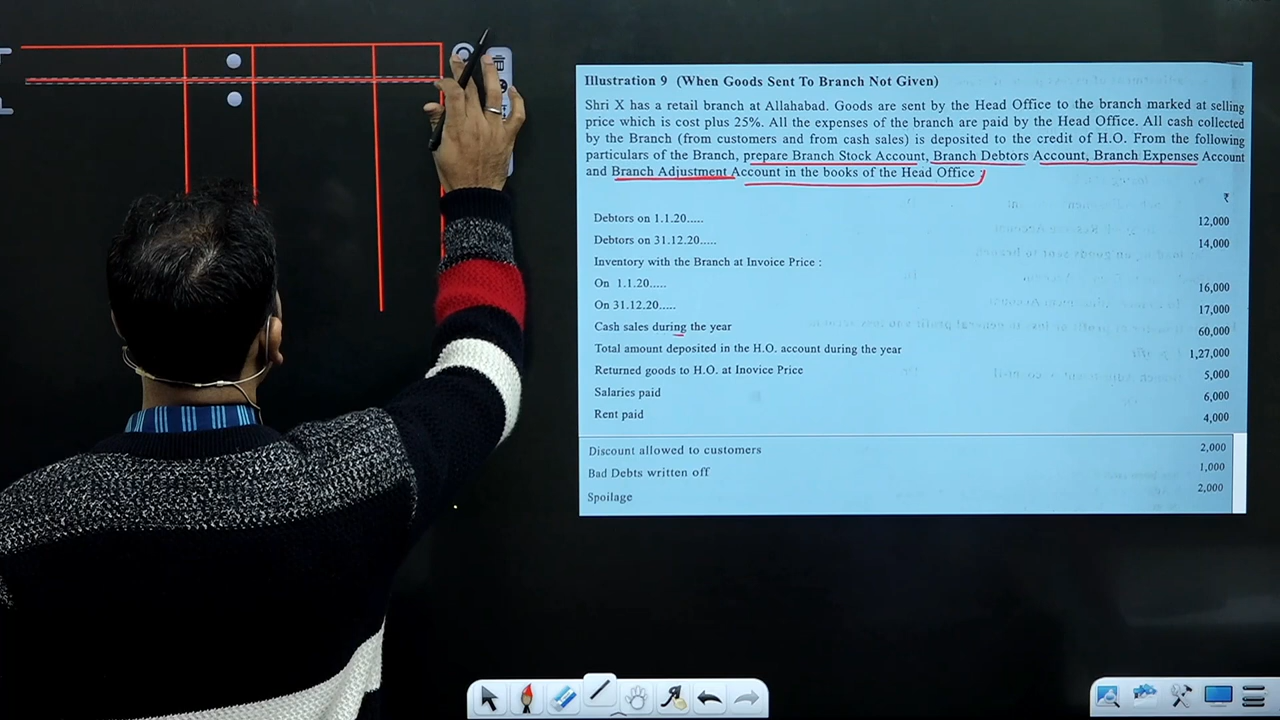 Illustration 9 (When Goods Sent To Branch Not Given)
Shri X has a retail branch at Allahabad. Goods are sent by the Head Office to the branch marked at selling
price which is cost plus 25%. All the expenses of the branch are paid by the Head Office. All cash collected
by the Branch (from customers and from cash sales) is deposited to the credit of H.O. From the following
particulars of the Branch, prepare Branch Stock Account, Branch Debtors Account, Branch Expenses Account
and Branch Adjustment Account in the books of the Head Office :
₹
Debtors on 1.1.20..... 12,000
Debtors on 31.12.20..... 14,000
Inventory with the Branch at Invoice Price :
On 1.1.20..... 16,000
On 31.12.20..... 17,000
Cash sales during the year 60,000
Total amount deposited in the H.O. account during the year 1,27,000
Returned goods to H.O. at Inovice Price 5,000
Salaries paid 6,000
Rent paid 4,000
Discount allowed to customers 2,000
Bad Debts written off 1,000
Spoilage 2,000